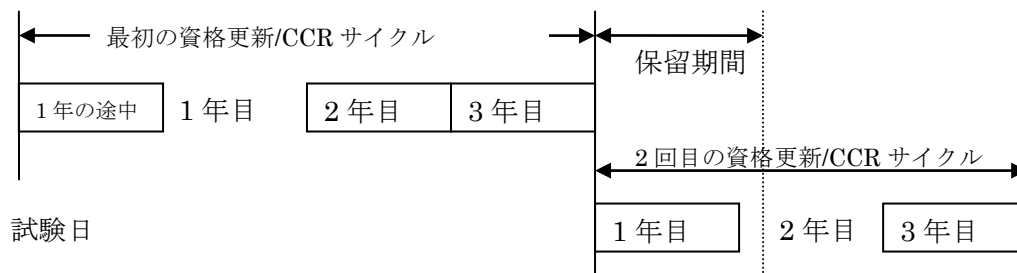 最初の資格更新/CCR サイクル
保留期間
1 年の途中
1 年目
2 年目
3 年目
2 回目の資格更新/CCR サイクル
試験日
1 年目
2 年目
3 年目